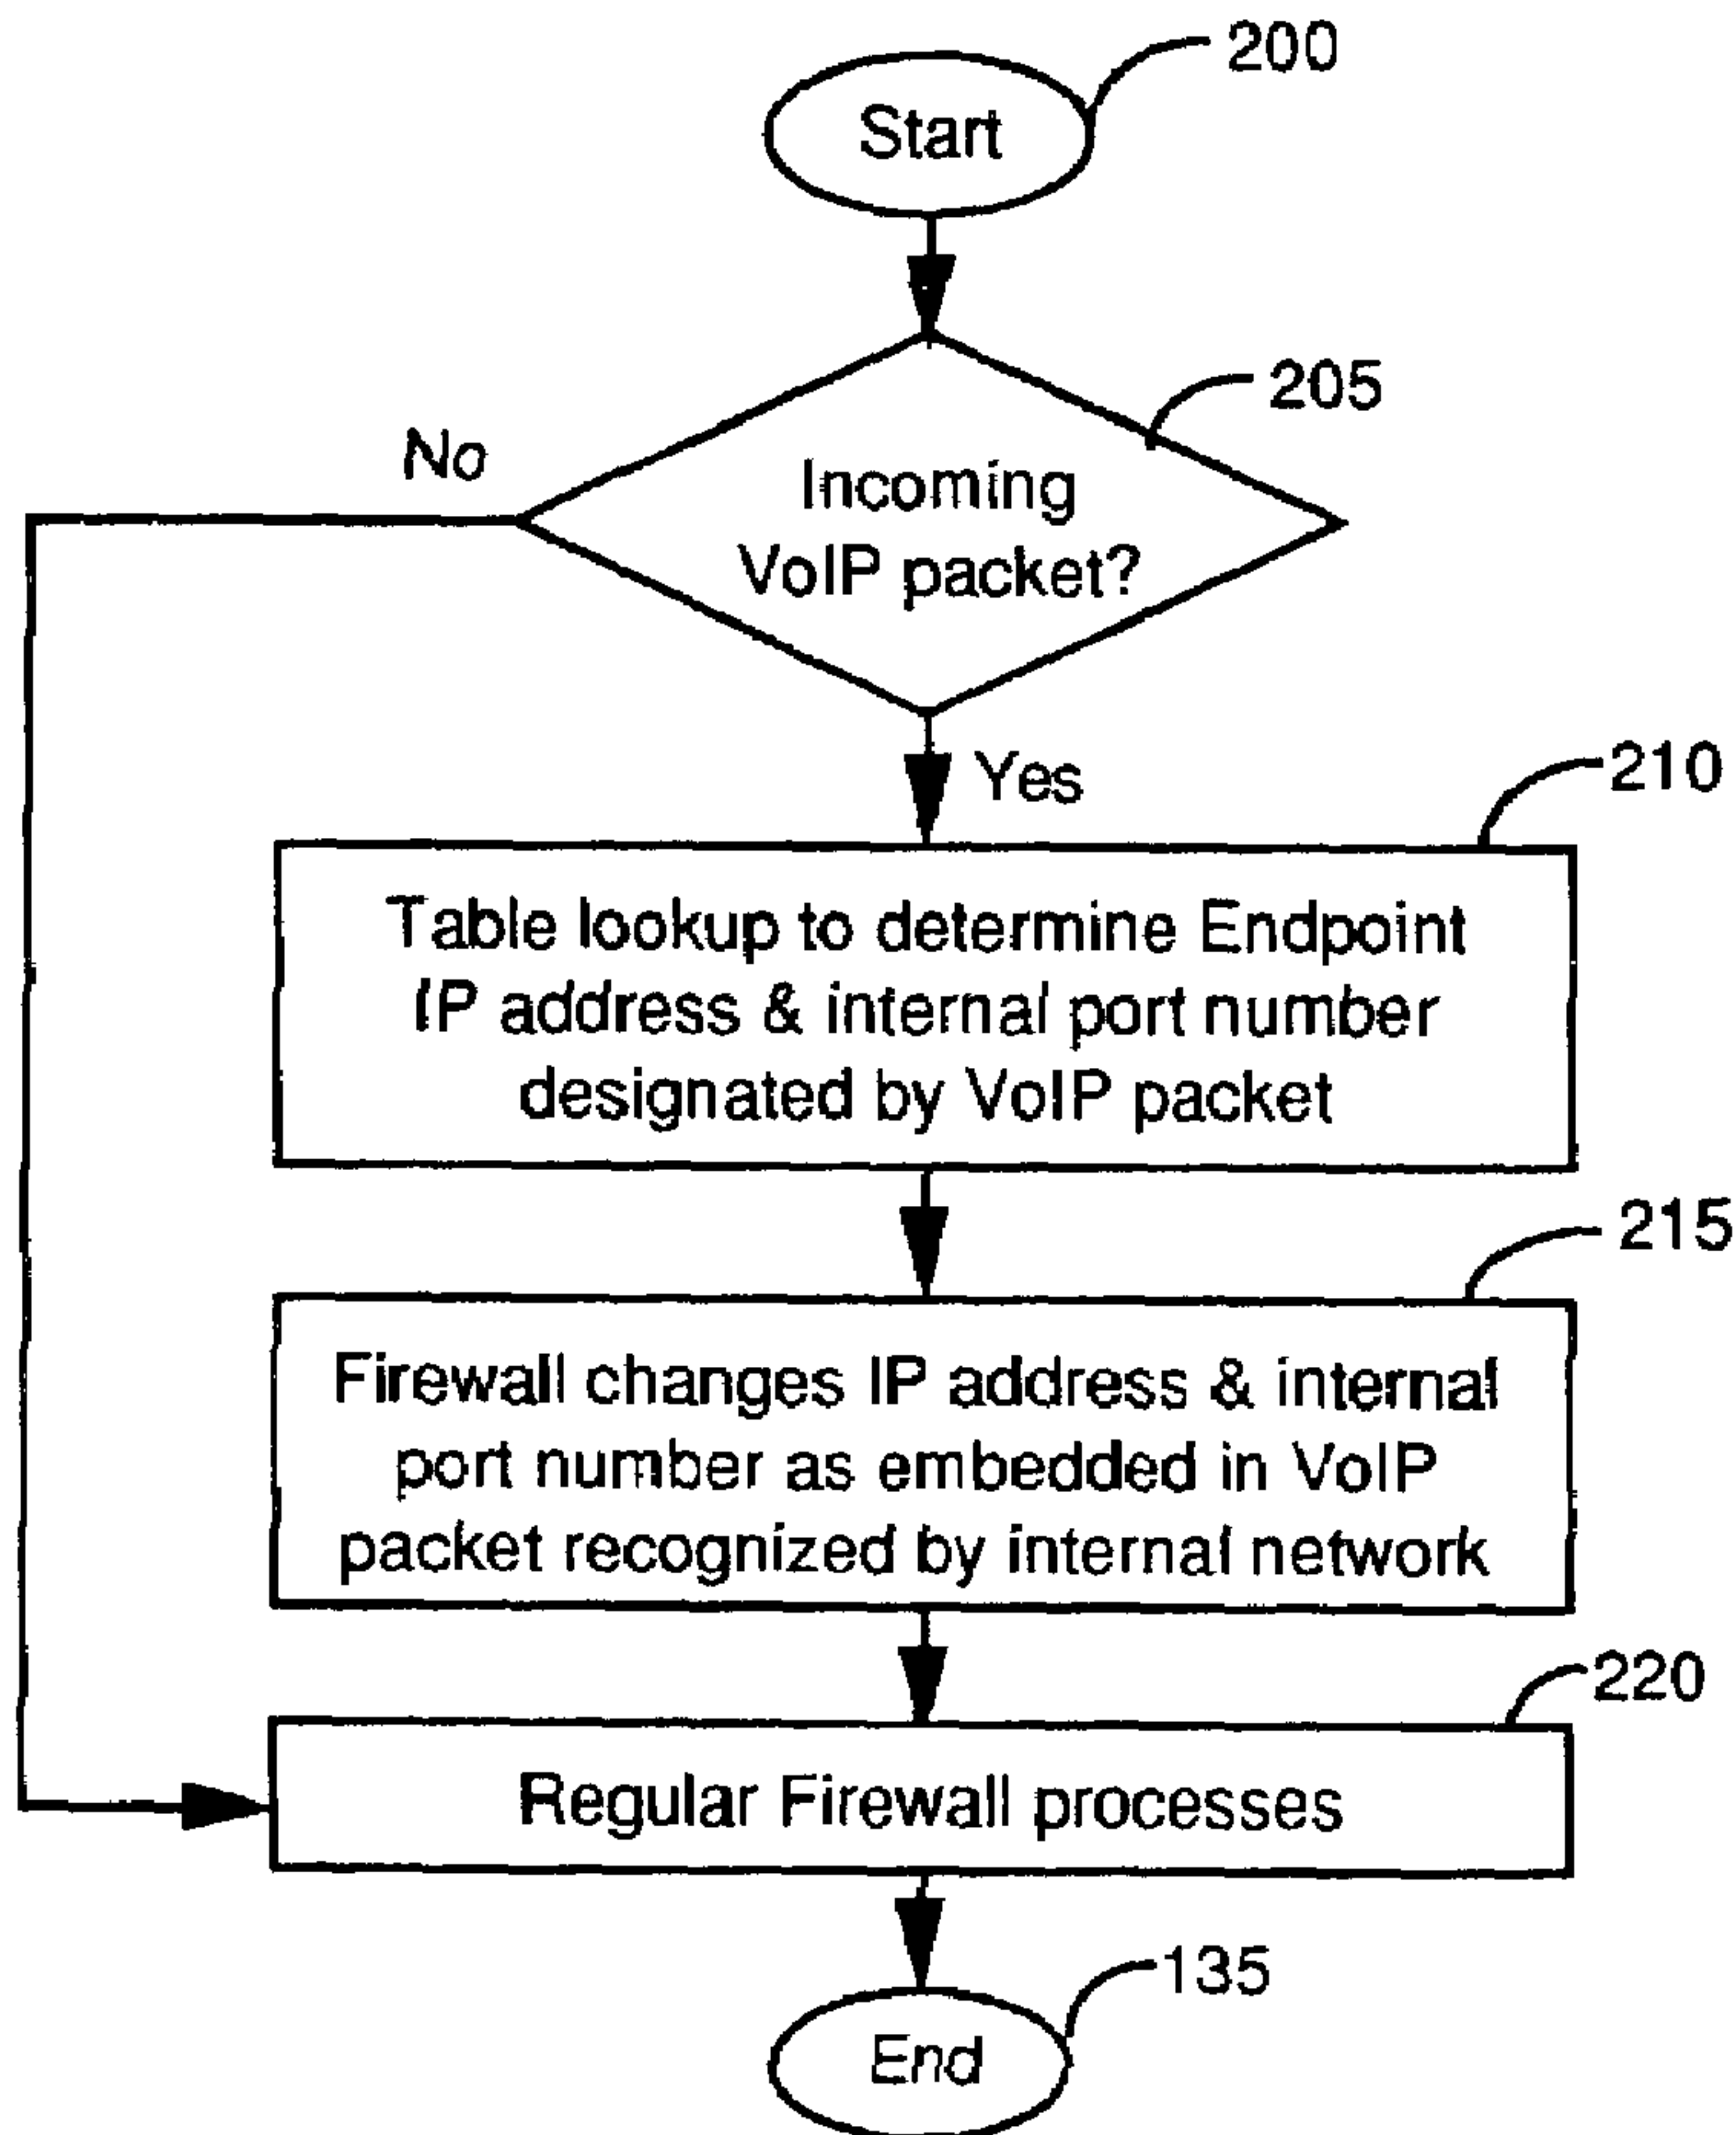 200
Start
205
No
Incoming
VoIP packet?
Yes
210
Table lookup to determine Endpoint
IP address & internal port number
designated by VoIP packet
215
Firewall changes IP address & internal
port number as embedded in VoIP
packet recognized by internal network
220
Regular Firewall processes
135
End